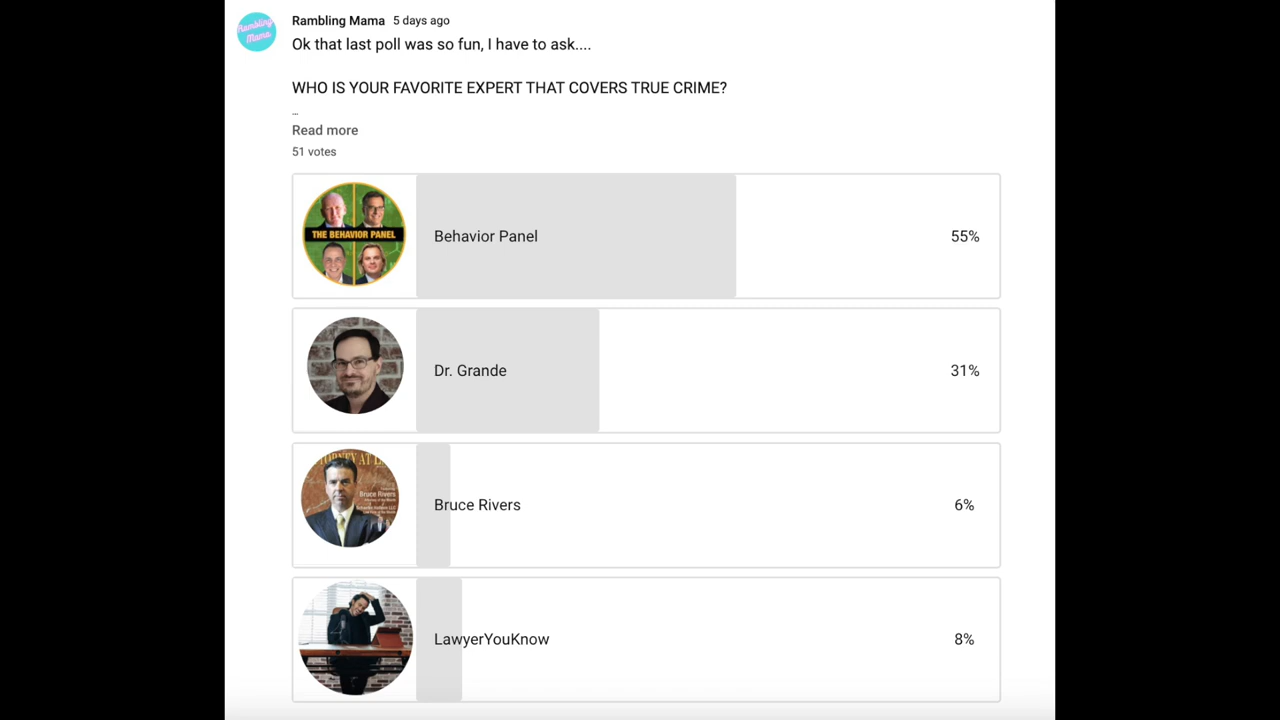 Rambling Mama
Rambling Mama 5 days ago
Ok that last poll was so fun, I have to ask....
WHO IS YOUR FAVORITE EXPERT THAT COVERS TRUE CRIME?
...
Read more
51 votes
THE BEHAVIOR PANEL
Behavior Panel 55%
Dr. Grande 31%
Bruce Rivers
Bruce Rivers 6%
LawyerYouKnow 8%